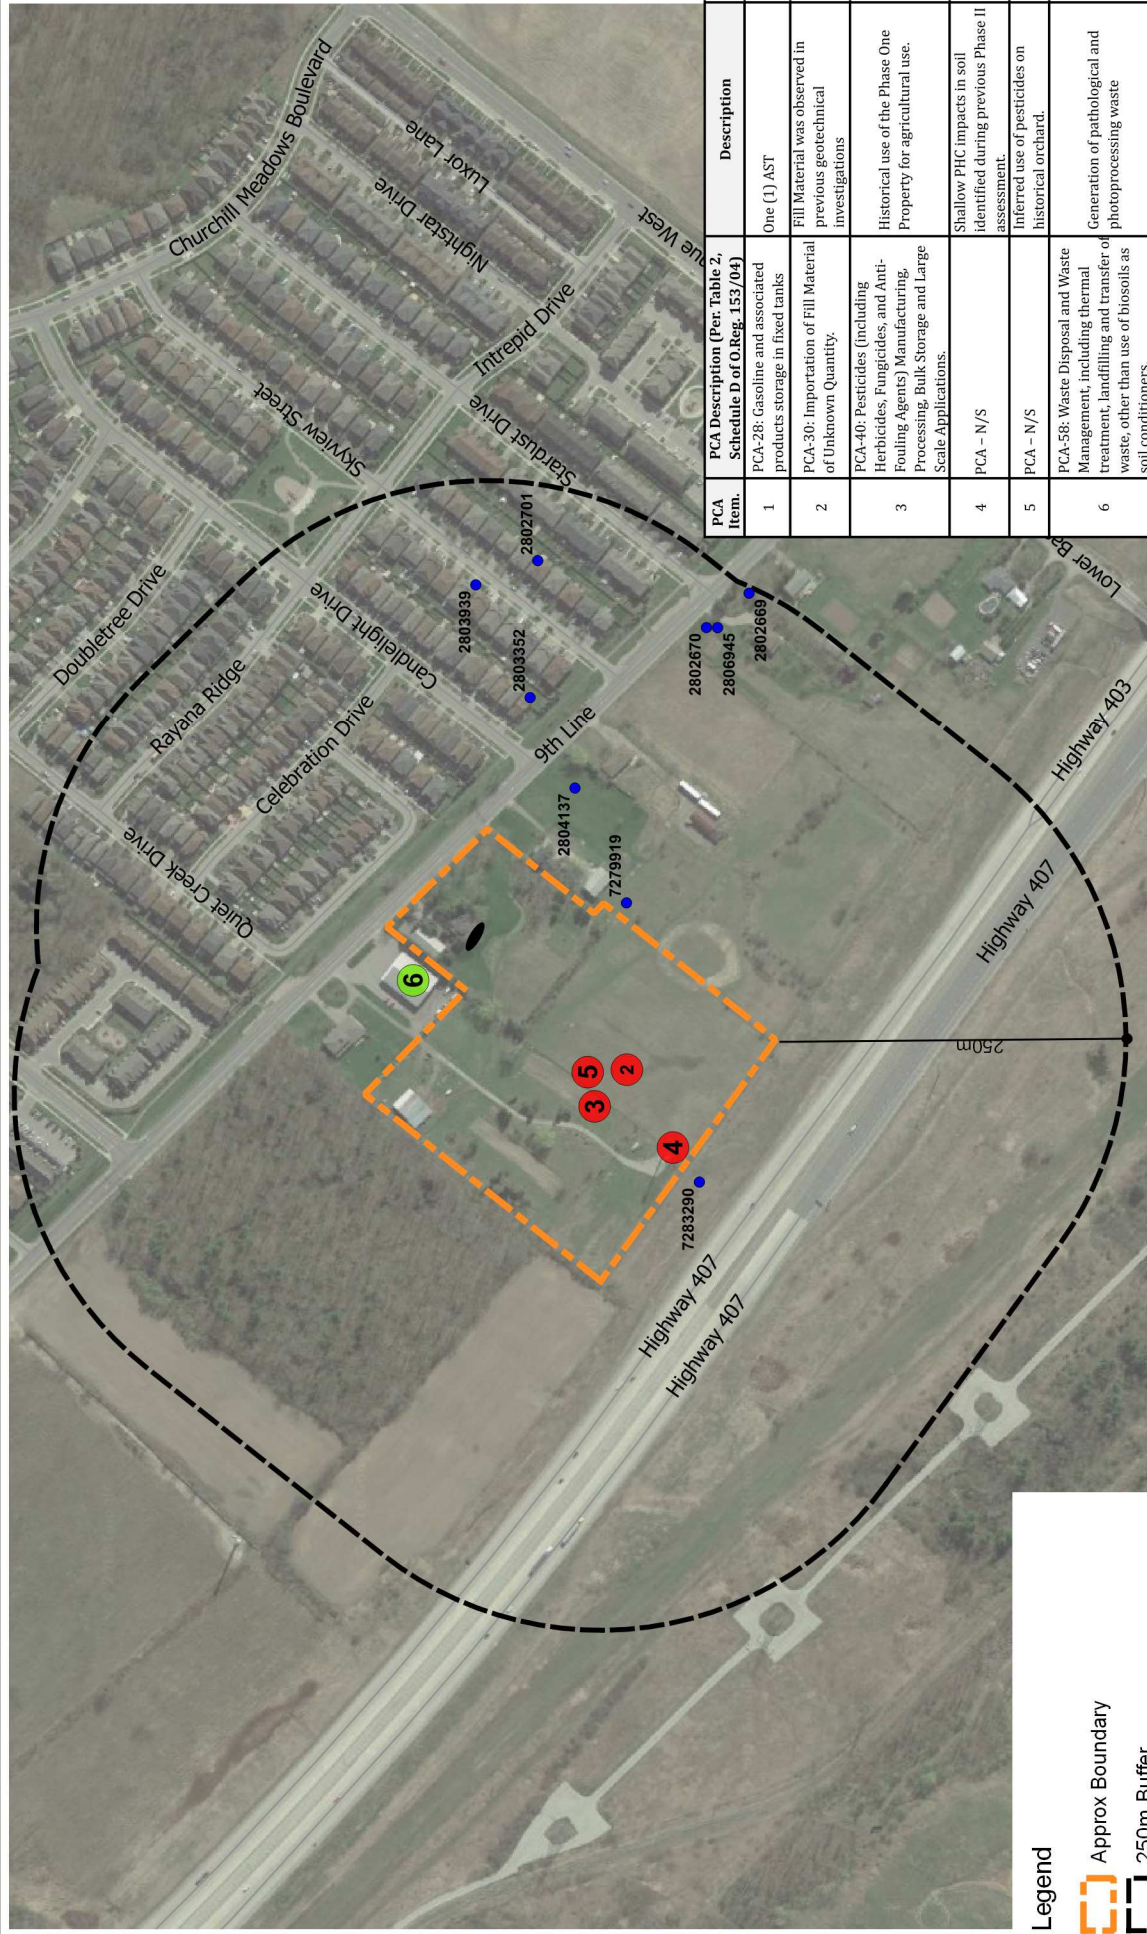 Churchill Meadows Boulevard
Luxor Lane
Nightstar Drive
Intrepid Drive
Stardust Drive
Skyview Street
Doubletree Drive
Rayana Ridge
Candlelight Drive
Celebration Drive
Quiet Creek Drive
9th Line
West
Lower
Highway 403
Highway 407
Highway 407
Highway 407
2802701
2803939
2803352
2802670
2806945
2802669
2804137
7279919
7283290
250m
6
5
3
2
4
PCA
Item.
PCA Description (Per. Table 2,
Schedule D of O.Reg. 153/04)
Description
1
PCA-28: Gasoline and associated
products storage in fixed tanks
One (1) AST
2
PCA-30: Importation of Fill Material
of Unknown Quantity.
Fill Material was observed in
previous geotechnical
investigations
3
PCA-40: Pesticides (including
Herbicides, Fungicides, and Anti-
Fouling Agents) Manufacturing,
Processing, Bulk Storage and Large
Scale Applications.
Historical use of the Phase One
Property for agricultural use.
4
PCA – N/S
Shallow PHC impacts in soil
identified during previous Phase II
assessment.
5
PCA – N/S
Inferred use of pesticides on
historical orchard.
6
PCA-58: Waste Disposal and Waste
Management, including thermal
treatment, landfilling and transfer of
waste, other than use of biosoils as
soil conditioners
Generation of pathological and
photoprocessing waste
Legend
Approx Boundary
250m Buffer